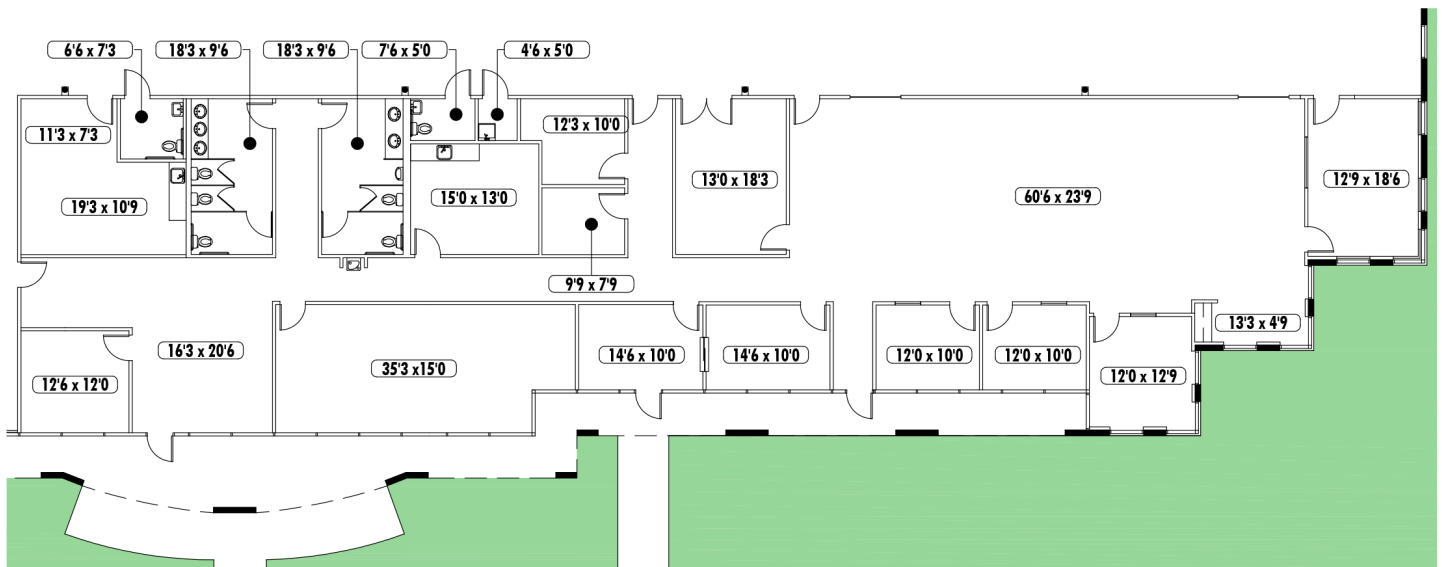 6'6 x 7'3
18'3 x 9'6
18'3 x 9'6
7'6 x 5'0
4'6 x 5'0
11'3 x 7'3
12'3 x 10'0
19'3 x 10'9
15'0 x 13'0
13'0 x 18'3
60'6 x 23'9
12'9 x 18'6
9'9 x 7'9
13'3 x 4'9
16'3 x 20'6
12'6 x 12'0
35'3 x15'0
14'6 x 10'0
14'6 x 10'0
12'0 x 10'0
12'0 x 10'0
12'0 x 12'9